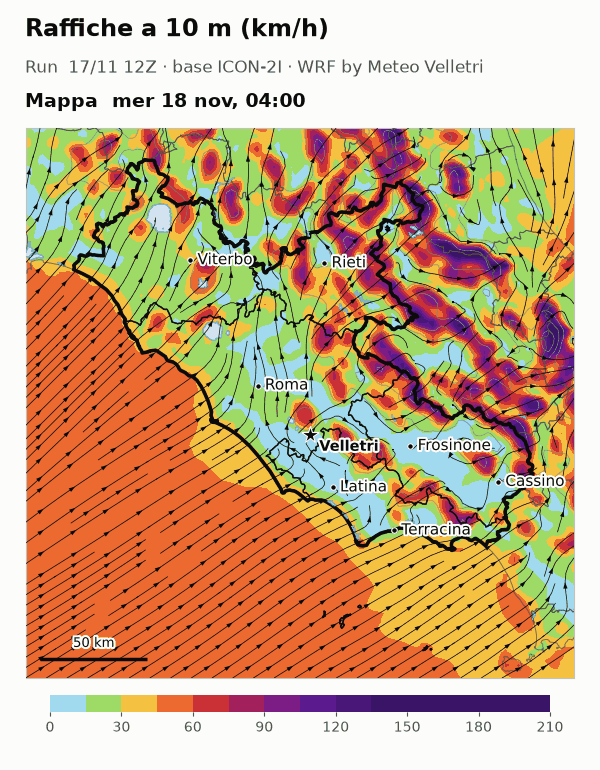 Raffiche a 10 m (km/h)
Run 17/11 12Z · base ICON-2I · WRF by Meteo Velletri
Mappa mer 18 nov, 04:00
Viterbo
Rieti
Roma
Velletri
Frosinone
Latina
Cassino
Terracina
50 km
0 30 60 90 120 150 180 210